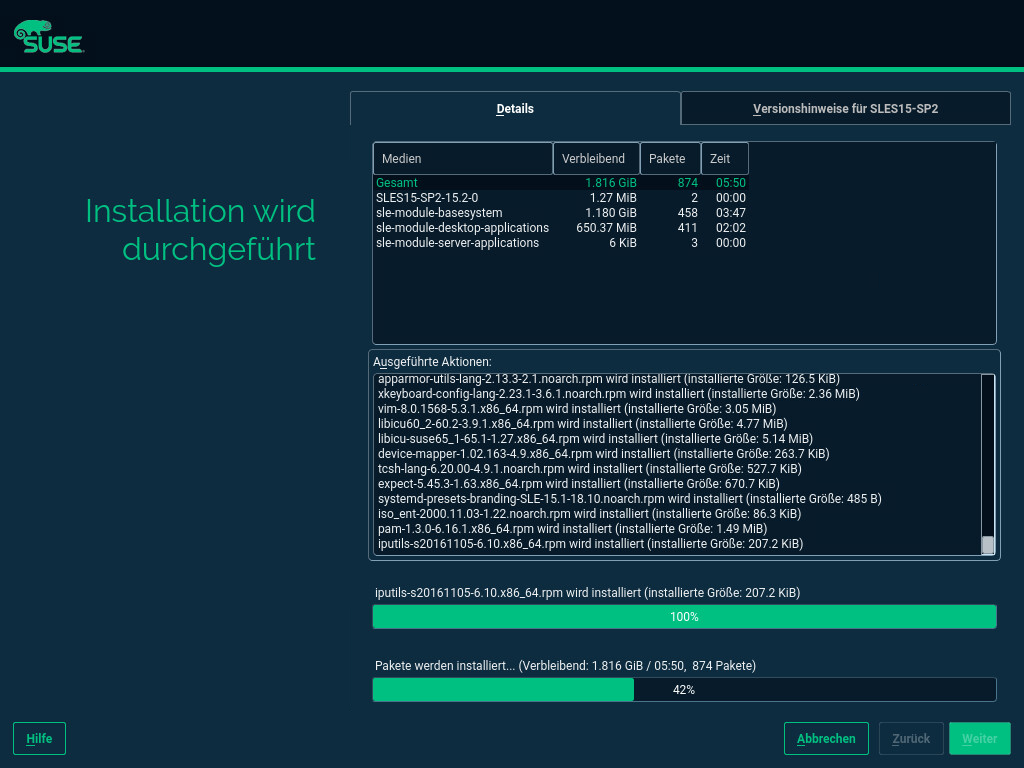 SUSE
Details
Versionshinweise für SLES15-SP2
Installation wird
durchgeführt
Medien Verbleibend Pakete Zeit
Gesamt 1.816 GiB 874 05:50
SLES15-SP2-15.2-0 1.27 MiB 2 00:00
sle-module-basesystem 1.180 GiB 458 03:47
sle-module-desktop-applications 650.37 MiB 411 02:02
sle-module-server-applications 6 KiB 3 00:00
Ausgeführte Aktionen:
apparmor-utils-lang-2.13.3-2.1.noarch.rpm wird installiert (installierte Größe: 126.5 KiB)
xkeyboard-config-lang-2.23.1-3.6.1.noarch.rpm wird installiert (installierte Größe: 2.36 MiB)
vim-8.0.1568-5.3.1.x86_64.rpm wird installiert (installierte Größe: 3.05 MiB)
libicu60_2-60.2-3.9.1.x86_64.rpm wird installiert (installierte Größe: 4.77 MiB)
libicu-suse65_1-65.1-1.27.x86_64.rpm wird installiert (installierte Größe: 5.14 MiB)
device-mapper-1.02.163-4.9.x86_64.rpm wird installiert (installierte Größe: 263.7 KiB)
tcsh-lang-6.20.00-4.9.1.noarch.rpm wird installiert (installierte Größe: 527.7 KiB)
expect-5.45.3-1.63.x86_64.rpm wird installiert (installierte Größe: 670.7 KiB)
systemd-presets-branding-SLE-15.1-18.10.noarch.rpm wird installiert (installierte Größe: 485 B)
iso_ent-2000.11.03-1.22.noarch.rpm wird installiert (installierte Größe: 86.3 KiB)
pam-1.3.0-6.16.1.x86_64.rpm wird installiert (installierte Größe: 1.49 MiB)
iputils-s20161105-6.10.x86_64.rpm wird installiert (installierte Größe: 207.2 KiB)
iputils-s20161105-6.10.x86_64.rpm wird installiert (installierte Größe: 207.2 KiB)
100%
Pakete werden installiert... (Verbleibend: 1.816 GiB / 05:50,  874 Pakete)
42%
Hilfe Abbrechen Zurück Weiter